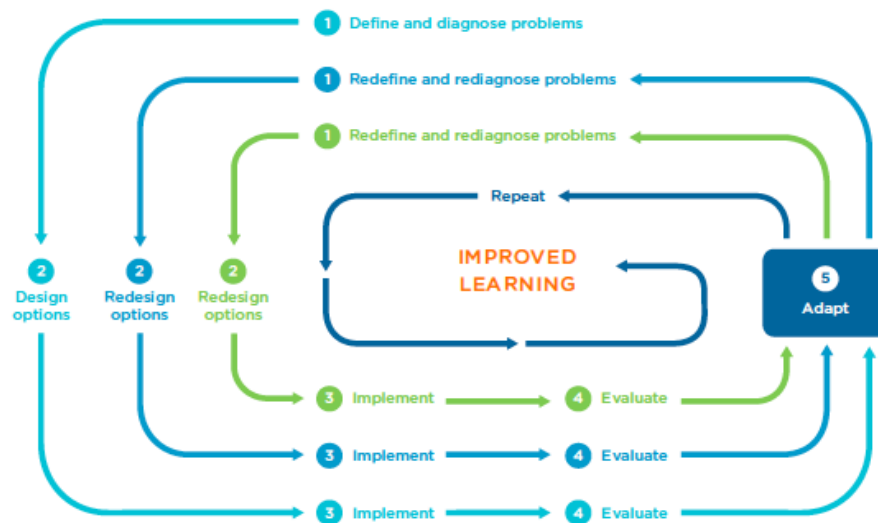 1 Define and diagnose problems
1 Redefine and rediagnose problems
1 Redefine and rediagnose problems
Repeat
IMPROVED
LEARNING
2
Design
options
2
Redesign
options
2
Redesign
options
5
Adapt
3 Implement
4 Evaluate
3 Implement
4 Evaluate
3 Implement
4 Evaluate